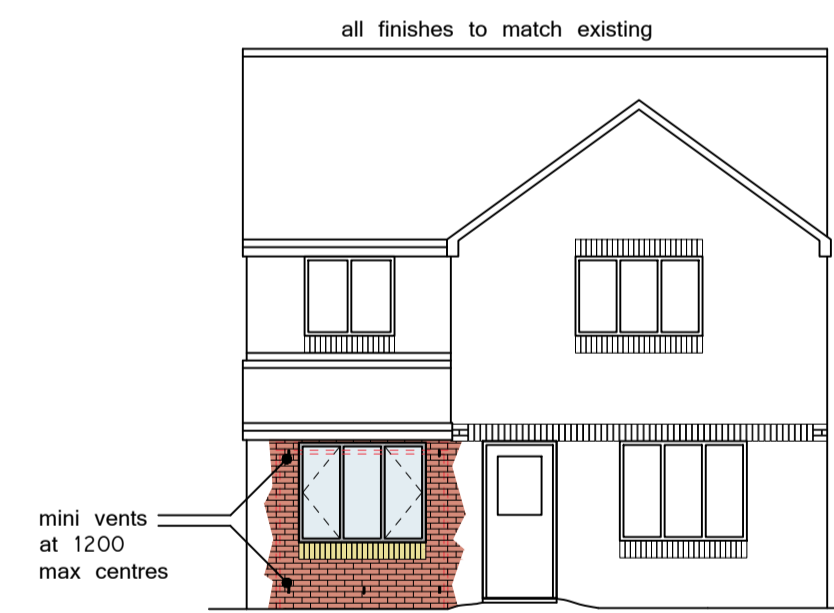 all finishes to match existing
mini vents
at 1200
max centres